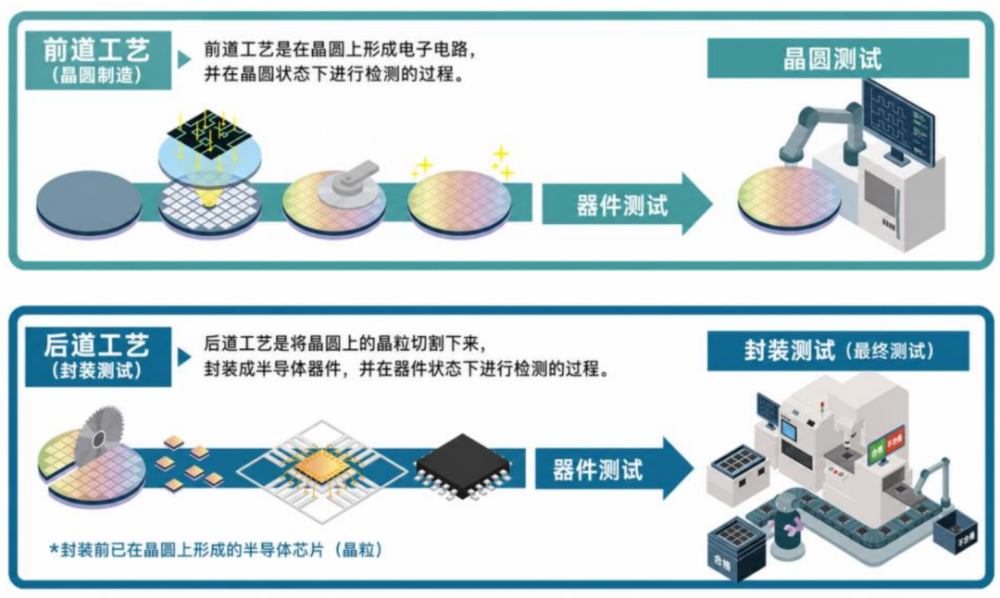 前道工艺
(晶圆制造)
前道工艺是在晶圆上形成电子电路，
并在晶圆状态下进行检测的过程。
晶圆测试
器件测试
后道工艺
(封装测试)
后道工艺是将晶圆上的晶粒切割下来，
封装成半导体器件，并在器件状态下进行检测的过程。
封装测试（最终测试）
器件测试
合格
不合格
合格
不合格
*封装前已在晶圆上形成的半导体芯片（晶粒）